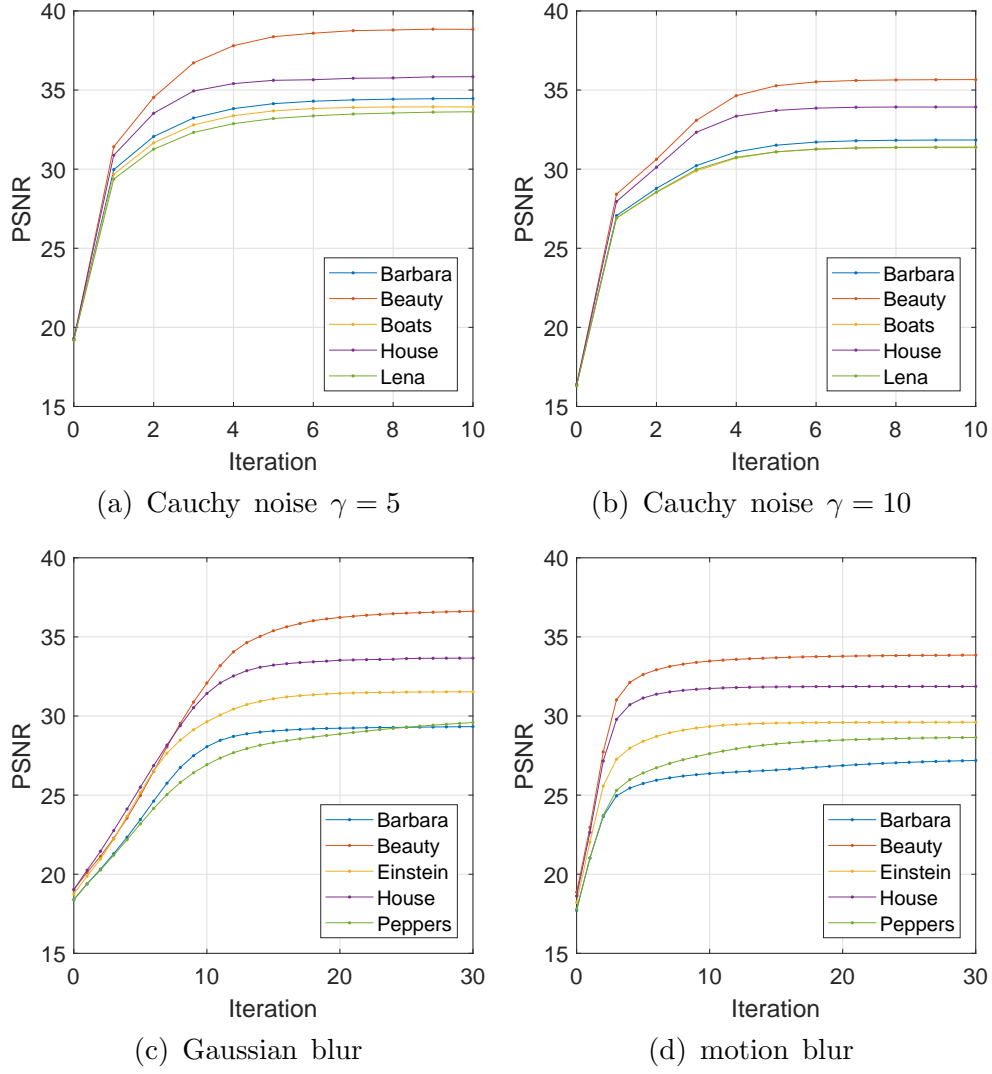 40
35
30
25
20
15
PSNR
0 2 4 6 8 10
Iteration
Barbara
Beauty
Boats
House
Lena
(a) Cauchy noise γ = 5
40
35
30
25
20
15
PSNR
0 2 4 6 8 10
Iteration
Barbara
Beauty
Boats
House
Lena
(b) Cauchy noise γ = 10
40
35
30
25
20
15
PSNR
0 10 20 30
Iteration
Barbara
Beauty
Einstein
House
Peppers
(c) Gaussian blur
40
35
30
25
20
15
PSNR
0 10 20 30
Iteration
Barbara
Beauty
Einstein
House
Peppers
(d) motion blur